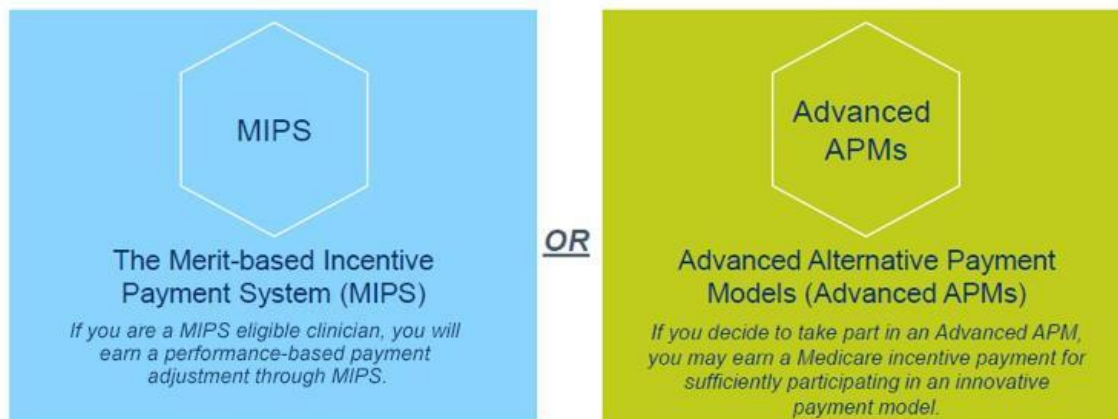 MIPS
The Merit-based Incentive
Payment System (MIPS)
If you are a MIPS eligible clinician, you will
earn a performance-based payment
adjustment through MIPS.
OR
Advanced
APMs
Advanced Alternative Payment
Models (Advanced APMs)
If you decide to take part in an Advanced APM,
you may earn a Medicare incentive payment for
sufficiently participating in an innovative
payment model.